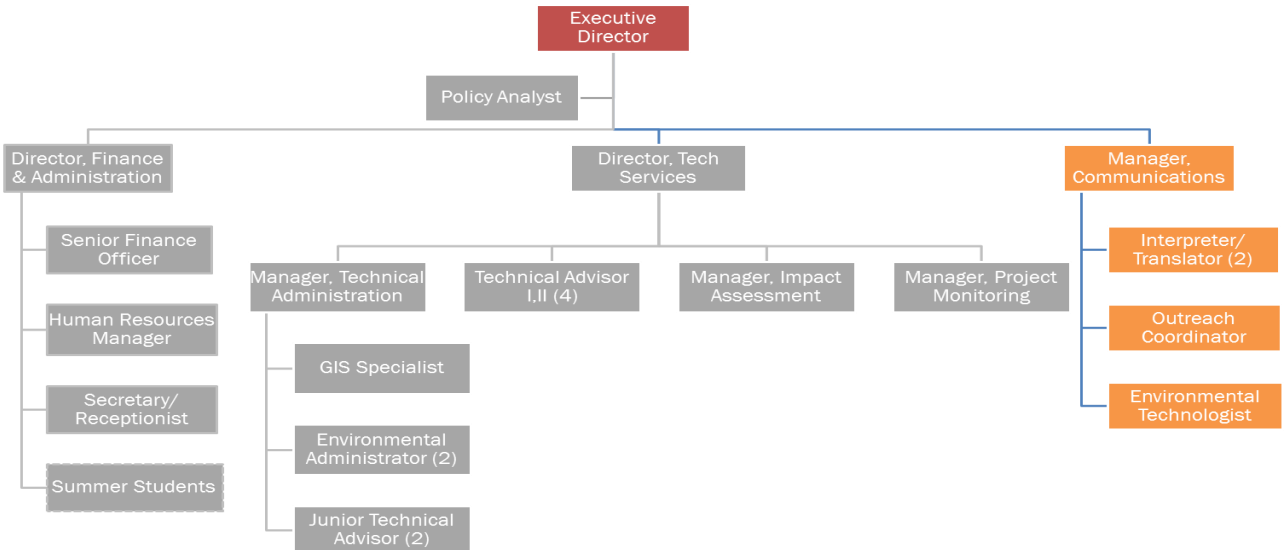 Executive
Director
Policy Analyst
Director, Finance
& Administration
Director, Tech
Services
Manager,
Communications
Senior Finance
Officer
Human Resources
Manager
Secretary/
Receptionist
Summer Students
Manager, Technical
Administration
Technical Advisor
I,II (4)
Manager, Impact
Assessment
Manager, Project
Monitoring
GIS Specialist
Environmental
Administrator (2)
Junior Technical
Advisor (2)
Interpreter/
Translator (2)
Outreach
Coordinator
Environmental
Technologist